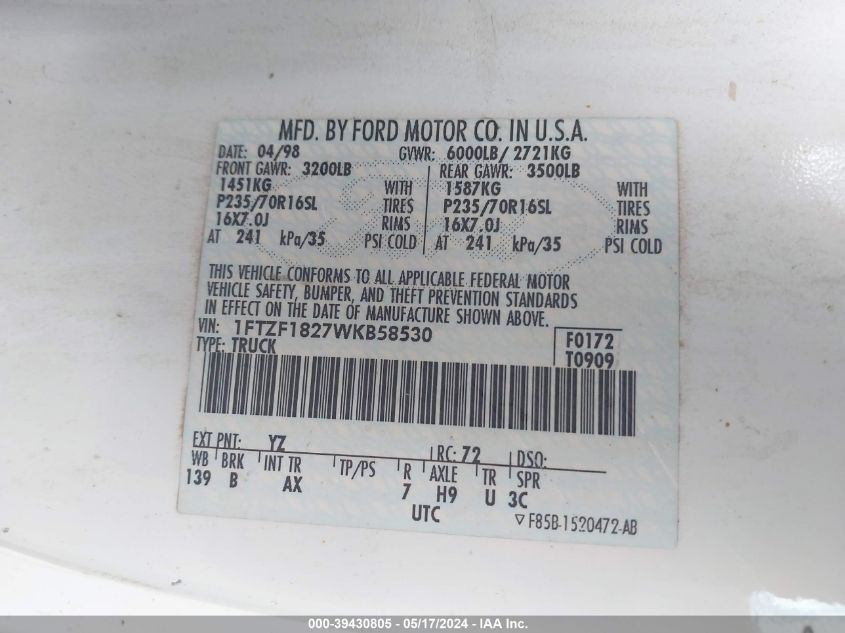 MFD. BY FORD MOTOR CO. IN U.S.A.
DATE: 04/98 GVWR: 6000LB/ 2721KG
FRONT GAWR: 3200LB REAR GAWR: 3500LB
1451KG WITH 1587KG WITH
P235/70R16SL TIRES P235/70R16SL TIRES
16X7.0J RIMS 16X7.0J RIMS
AT 241 kPa/35 PSI COLD AT 241 kPa/35 PSI COLD
THIS VEHICLE CONFORMS TO ALL APPLICABLE FEDERAL MOTOR
VEHICLE SAFETY, BUMPER, AND THEFT PREVENTION STANDARDS
IN EFFECT ON THE DATE OF MANUFACTURE SHOWN ABOVE.
VIN: 1FTZF1827WKB58530 F0172
TYPE: TRUCK T0909
EXT PNT: YZ RC: 72 DSO:
WB BRK INT TR TP/PS R AXLE TR SPR
139 B AX 7 H9 U 3C
UTC ▽ F85B-1520472-AB
000-39430805 - 05/17/2024 - IAA Inc.